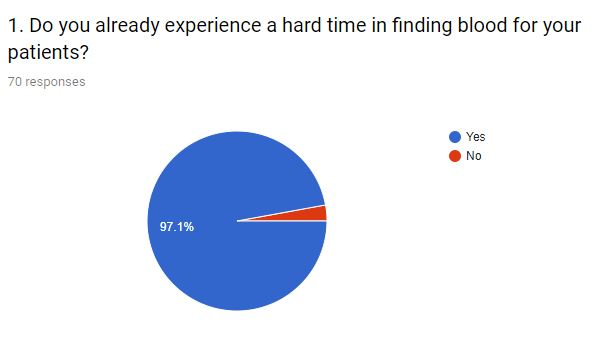 1. Do you already experience a hard time in finding blood for your
patients?
70 responses
Yes
No
97.1%